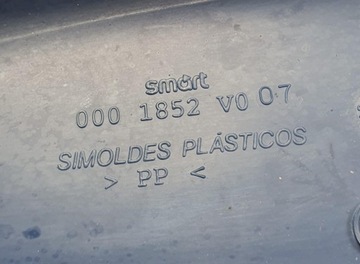 smart
000 1852 V0 07
SIMOLDES PLÁSTICOS
> PP <